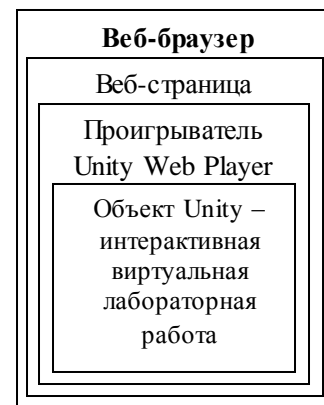 Веб-браузер
Веб-страница
Проигрыватель
Unity Web Player
Объект Unity –
интерактивная
виртуальная
лабораторная
работа